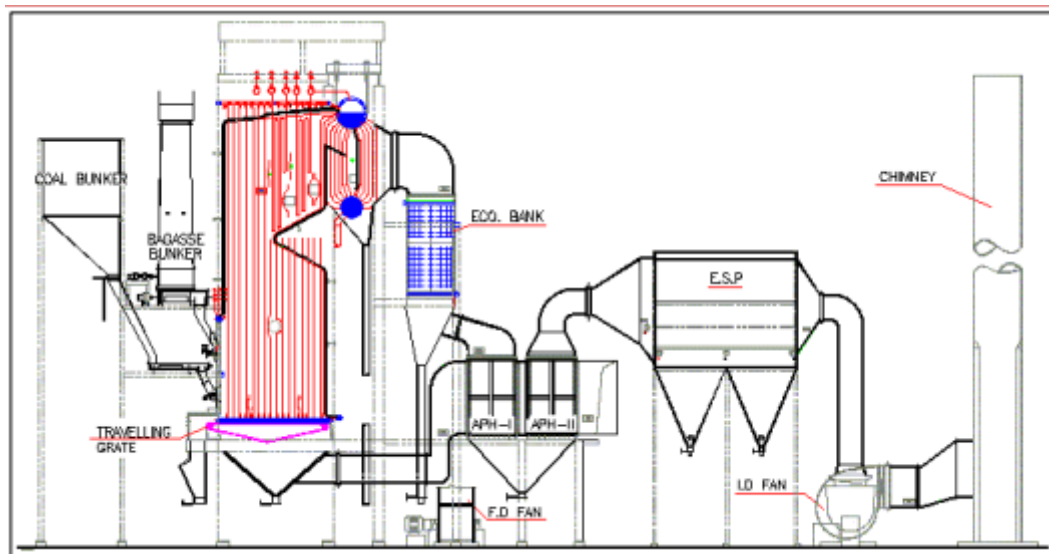 COAL BUNKER
BAGASSE
BUNKER
ECO. BANK
CHIMNEY
E.S.P
TRAVELLING
GRATE
APH-I
APH-II
F.D FAN
I.D FAN